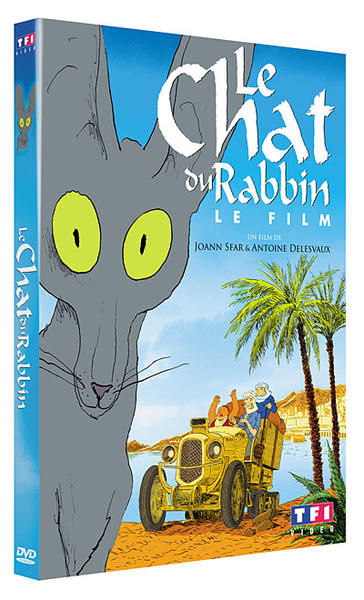 TF1
VIDEO
Le
Chat
du Rabbin
DVD
Le
Chat
du Rabbin
LE FILM
UN FILM DE
JOANN SFAR & ANTOINE DELESVAUX
TF1
VIDEO